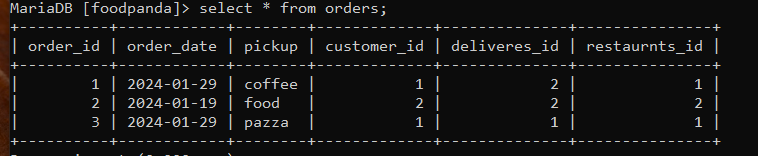 MariaDB [foodpanda]> select * from orders;
+----------+------------+--------+-------------+--------------+---------------+
| order_id | order_date | pickup | customer_id | deliveres_id | restaurnts_id |
+----------+------------+--------+-------------+--------------+---------------+
|        1 | 2024-01-29 | coffee |           1 |            2 |             1 |
|        2 | 2024-01-19 | food   |           2 |            2 |             2 |
|        3 | 2024-01-29 | pazza  |           1 |            1 |             1 |
+----------+------------+--------+-------------+--------------+---------------+